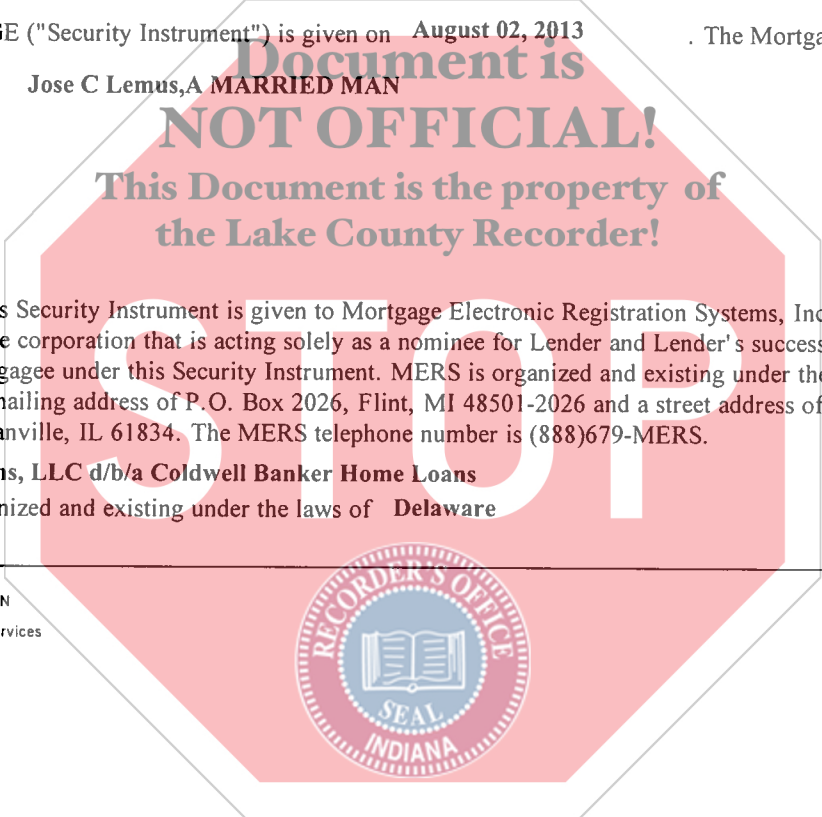 GE ("Security Instrument") is given on August 02, 2013 . The Mortga
Document is
Jose C Lemus,A MARRIED MAN
NOT OFFICIAL!
This Document is the property of
the Lake County Recorder!
s Security Instrument is given to Mortgage Electronic Registration Systems, Inc
e corporation that is acting solely as a nominee for Lender and Lender's success
gagee under this Security Instrument. MERS is organized and existing under the
nailing address of P.O. Box 2026, Flint, MI 48501-2026 and a street address of
anville, IL 61834. The MERS telephone number is (888)679-MERS.
STOP
ns, LLC d/b/a Coldwell Banker Home Loans
nized and existing under the laws of Delaware
N
rvices
RECORDER'S OFFICE
SEAL
INDIANA